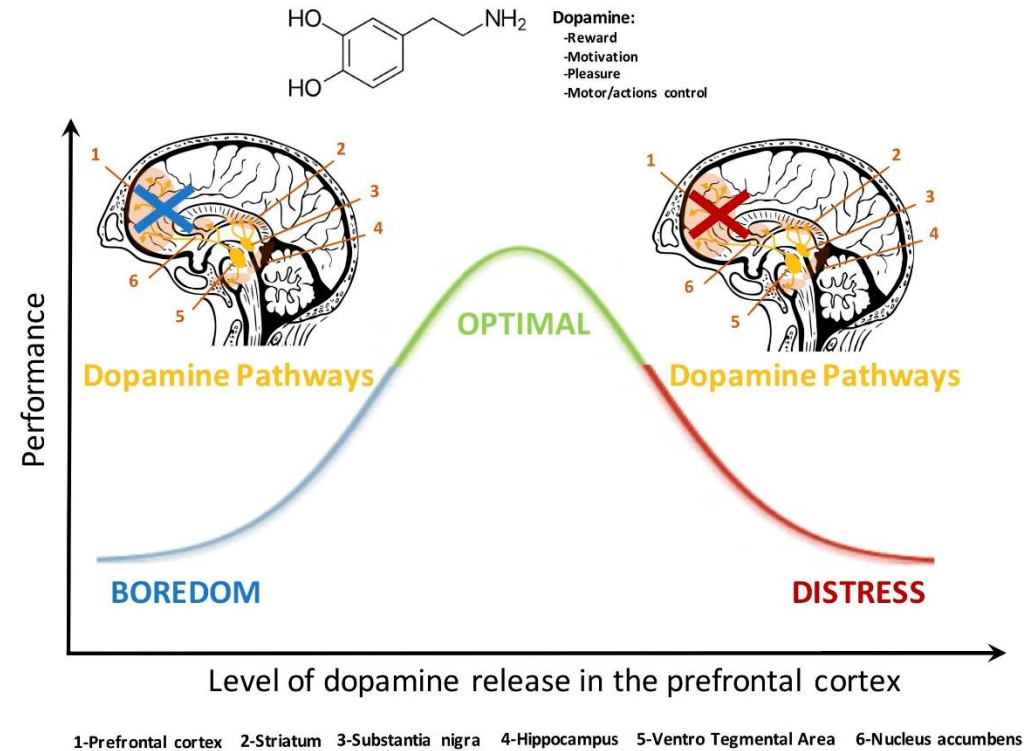 HO
NH2
HO
Dopamine:
-Reward
-Motivation
-Pleasure
-Motor/actions control
1
2
3
4
6
5
1
2
3
4
6
5
OPTIMAL
Dopamine Pathways
Dopamine Pathways
Performance
BOREDOM
DISTRESS
Level of dopamine release in the prefrontal cortex
1-Prefrontal cortex 2-Striatum 3-Substantia nigra 4-Hippocampus 5-Ventro Tegmental Area 6-Nucleus accumbens